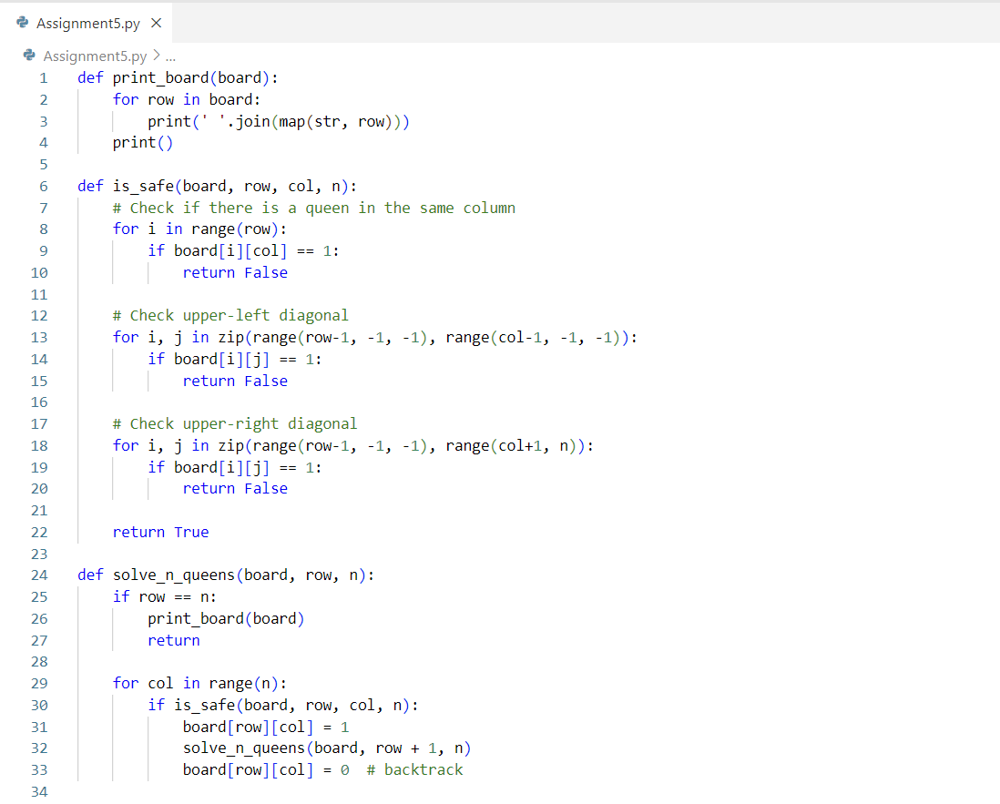 Assignment5.py ×
Assignment5.py > ...
1 def print_board(board):
2     for row in board:
3         print(' '.join(map(str, row)))
4     print()
5
6 def is_safe(board, row, col, n):
7     # Check if there is a queen in the same column
8     for i in range(row):
9         if board[i][col] == 1:
10             return False
11
12     # Check upper-left diagonal
13     for i, j in zip(range(row-1, -1, -1), range(col-1, -1, -1)):
14         if board[i][j] == 1:
15             return False
16
17     # Check upper-right diagonal
18     for i, j in zip(range(row-1, -1, -1), range(col+1, n)):
19         if board[i][j] == 1:
20             return False
21
22     return True
23
24 def solve_n_queens(board, row, n):
25     if row == n:
26         print_board(board)
27         return
28
29     for col in range(n):
30         if is_safe(board, row, col, n):
31             board[row][col] = 1
32             solve_n_queens(board, row + 1, n)
33             board[row][col] = 0  # backtrack
34